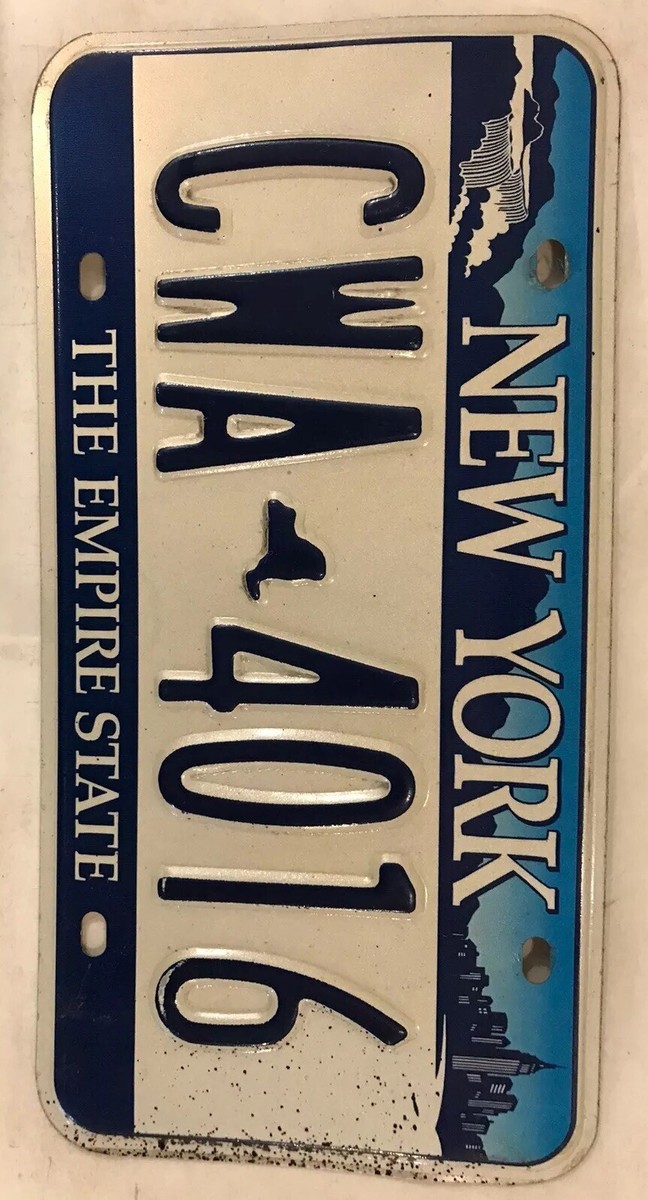 NEW YORK
CWA 4016
THE EMPIRE STATE